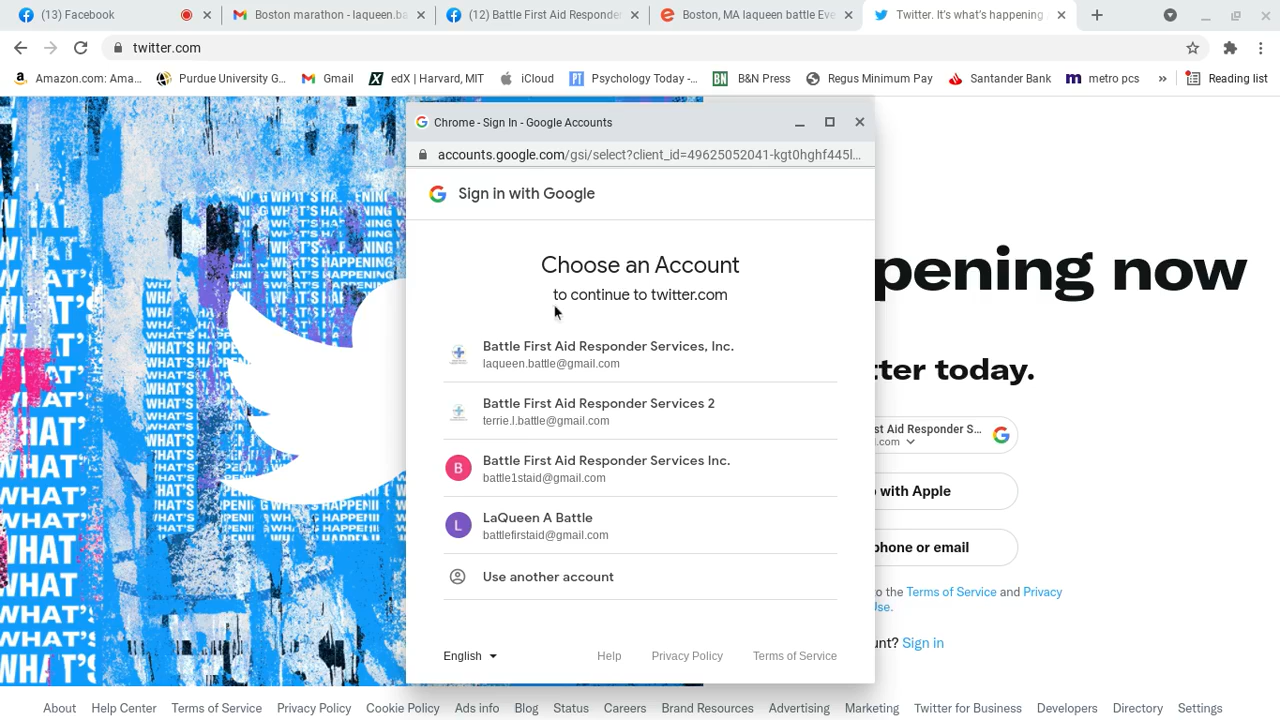 (13) Facebook
Boston marathon - laqueen.ba
(12) Battle First Aid Responder
Boston, MA laqueen battle Eve
Twitter. It's what's happening
twitter.com
Amazon.com: Ama...
Purdue University G...
Gmail
edX | Harvard, MIT
iCloud
Psychology Today -...
B&N Press
Regus Minimum Pay
Santander Bank
metro pcs
»
Reading list
Chrome - Sign In - Google Accounts
accounts.google.com/gsi/select?client_id=49625052041-kgt0hghf445l...
Sign in with Google
Choose an Account
to continue to twitter.com
Battle First Aid Responder Services, Inc.
laqueen.battle@gmail.com
Battle First Aid Responder Services 2
terrie.l.battle@gmail.com
B
Battle First Aid Responder Services Inc.
battle1staid@gmail.com
L
LaQueen A Battle
battlefirstaid@gmail.com
Use another account
English
Help
Privacy Policy
Terms of Service
pening now
tter today.
st Aid Responder S...
l.com
with Apple
phone or email
o the Terms of Service and Privacy
Use.
unt? Sign in
WHAT'S HAPPENING
About
Help Center
Terms of Service
Privacy Policy
Cookie Policy
Ads info
Blog
Status
Careers
Brand Resources
Advertising
Marketing
Twitter for Business
Developers
Directory
Settings